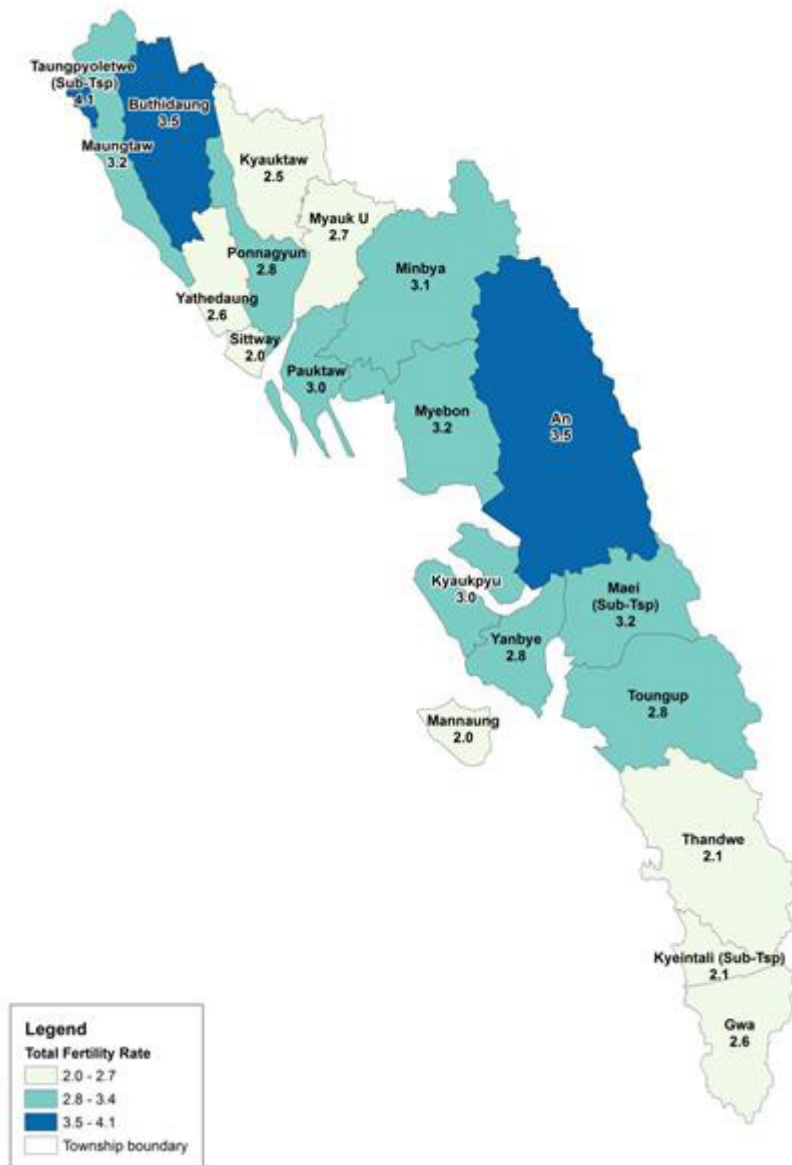 Taungpyoletwe
(Sub-Tsp)
4.1
Buthidaung
3.5
Maungtaw
3.2
Kyauktaw
2.5
Myauk U
2.7
Ponnagyun
2.8
Minbya
3.1
Yathedaung
2.6
Sittway
2.0
Pauktaw
3.0
Myebon
3.2
An
3.5
Kyaukpyu
3.0
Maei
(Sub-Tsp)
3.2
Yanbye
2.8
Toungup
2.8
Mannaung
2.0
Thandwe
2.1
Kyeintali (Sub-Tsp)
2.1
Gwa
2.6
Legend
Total Fertility Rate
2.0 - 2.7
2.8 - 3.4
3.5 - 4.1
Township boundary